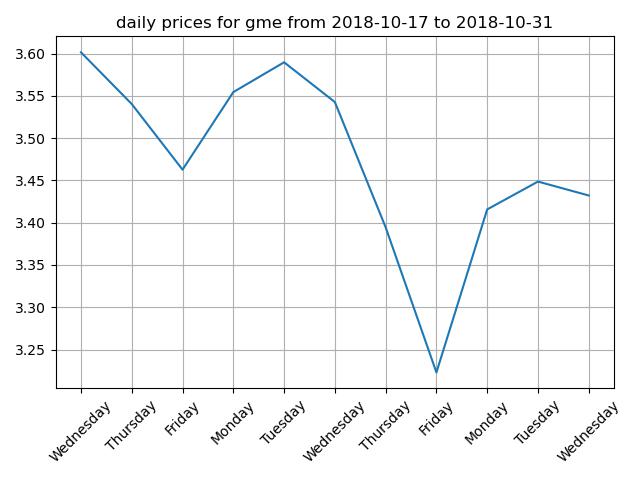 daily prices for gme from 2018-10-17 to 2018-10-31
3.60
3.55
3.50
3.45
3.40
3.35
3.30
3.25
Wednesday
Thursday
Friday
Monday
Tuesday
Wednesday
Thursday
Friday
Monday
Tuesday
Wednesday